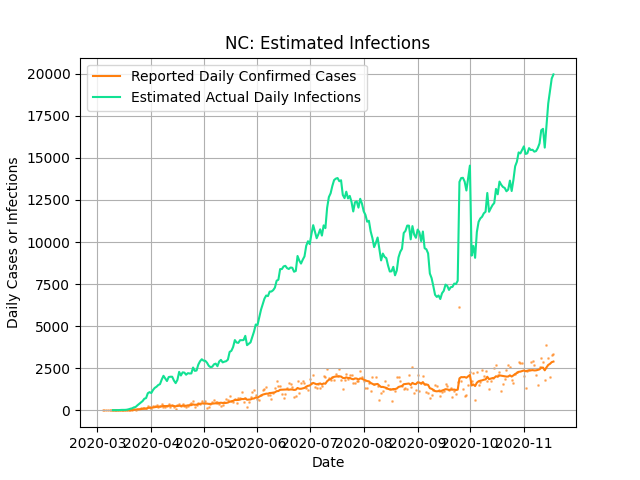 NC: Estimated Infections
Reported Daily Confirmed Cases
Estimated Actual Daily Infections
Daily Cases or Infections
20000
17500
15000
12500
10000
7500
5000
2500
0
2020-03 2020-04 2020-05 2020-06 2020-07 2020-08 2020-09 2020-10 2020-11
Date